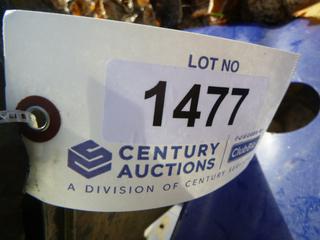 LOT NO
1477
CENTURY
AUCTIONS
A DIVISION OF CENTURY